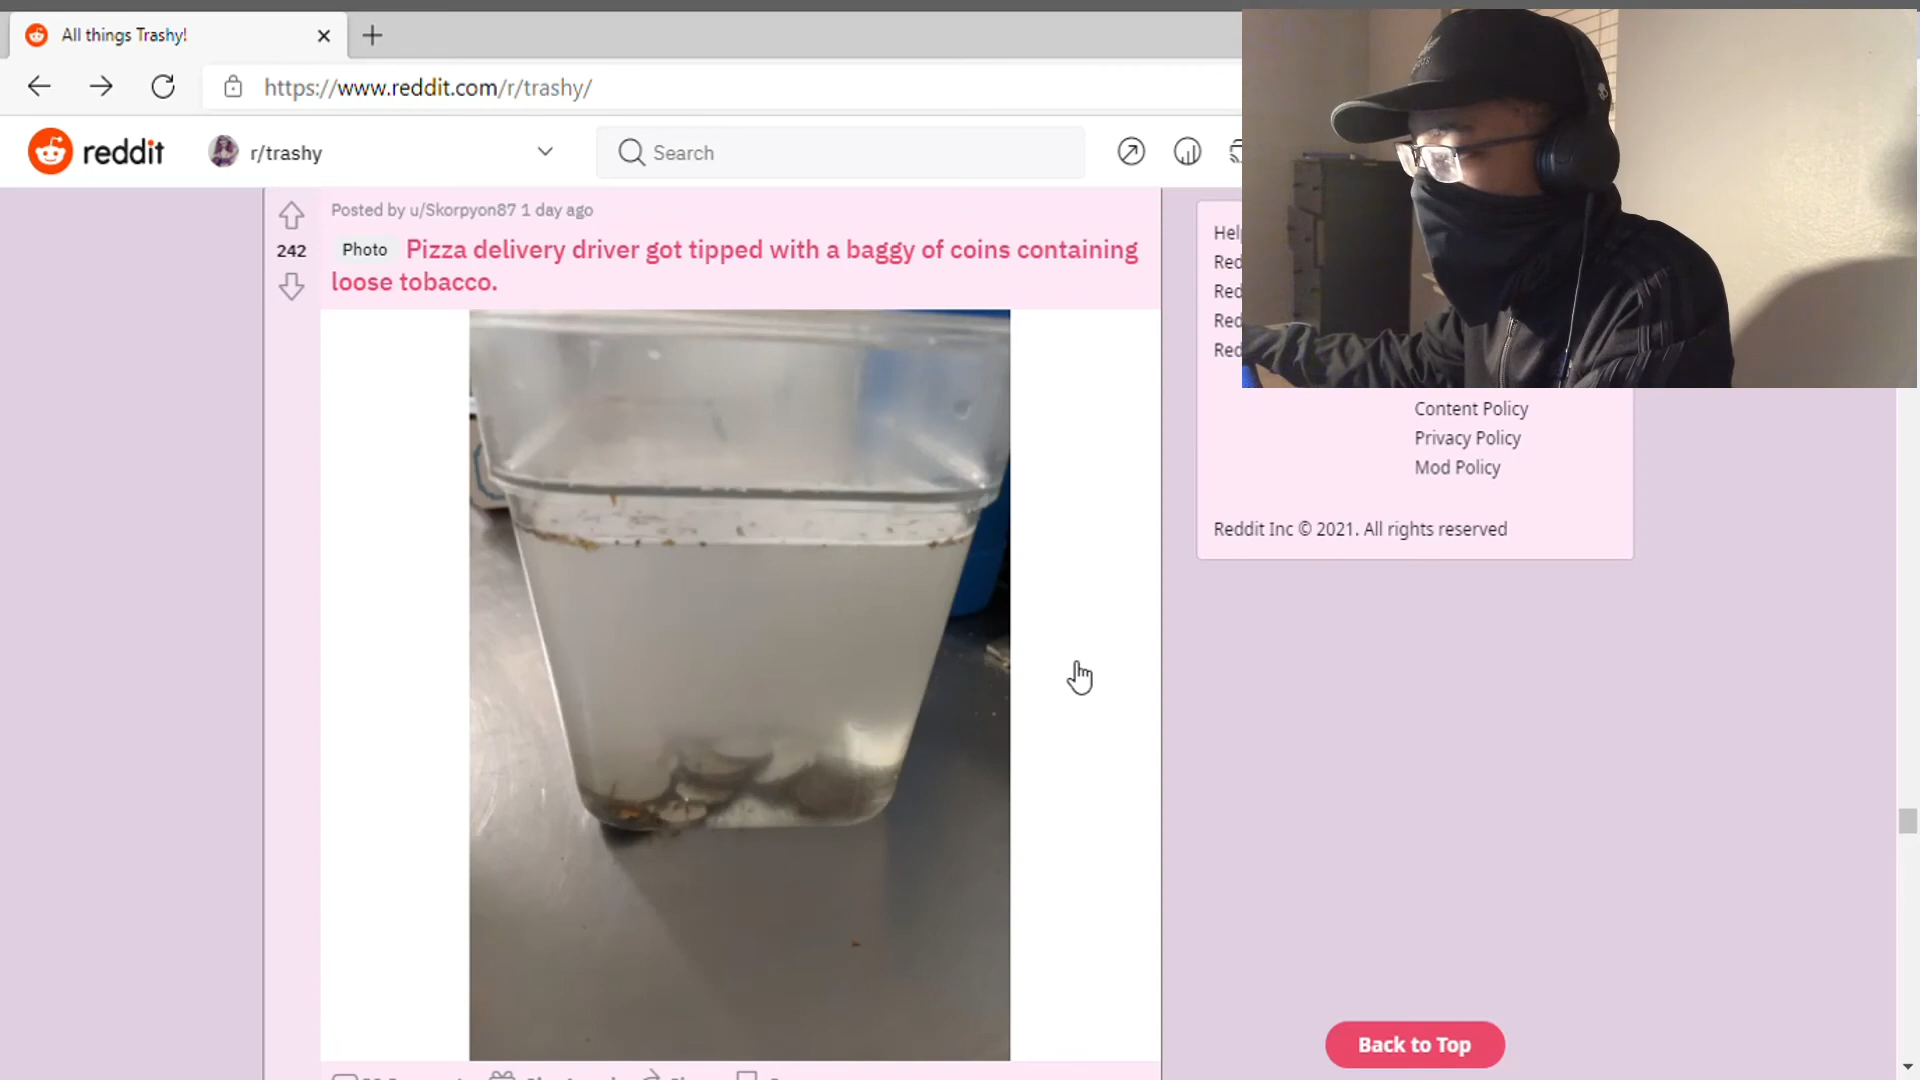 All things Trashy!
https://www.reddit.com/r/trashy/
reddit
r/trashy
Search
Posted by u/Skorpyon87 1 day ago
242
Photo
Pizza delivery driver got tipped with a baggy of coins containing
loose tobacco.
Content Policy
Privacy Policy
Mod Policy
Reddit Inc © 2021. All rights reserved
Back to Top